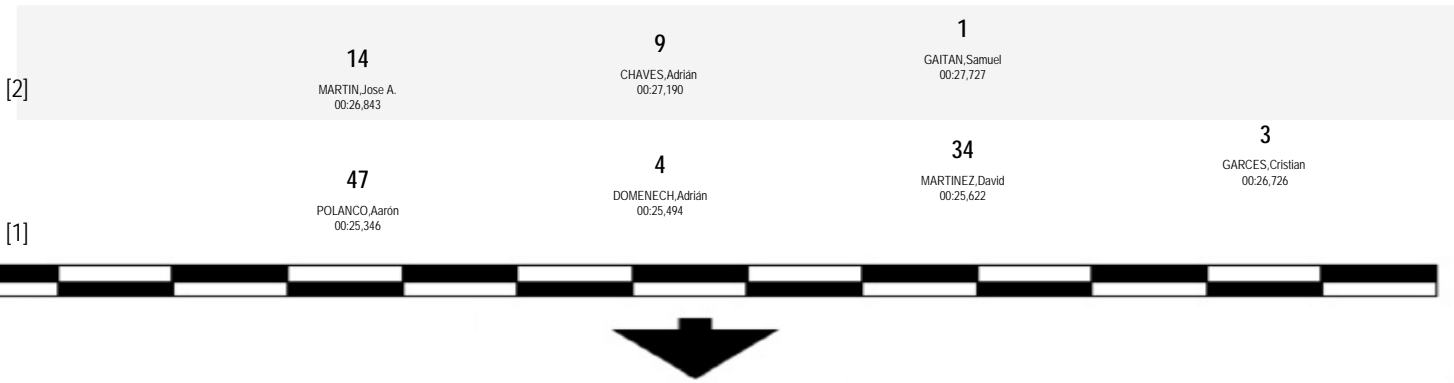 [2]
14
MARTIN,Jose A.
00:26,843
9
CHAVES,Adrián
00:27,190
1
GAITAN,Samuel
00:27,727
[1]
47
POLANCO,Aarón
00:25,346
4
DOMENECH,Adrián
00:25,494
34
MARTINEZ,David
00:25,622
3
GARCES,Cristian
00:26,726